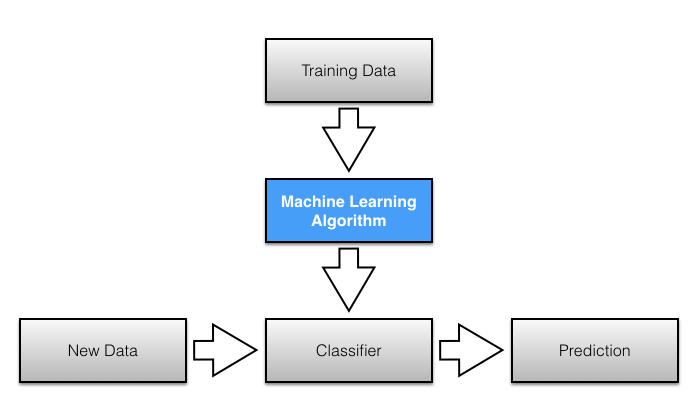 Training Data
Machine Learning
Algorithm
New Data
Classifier
Prediction